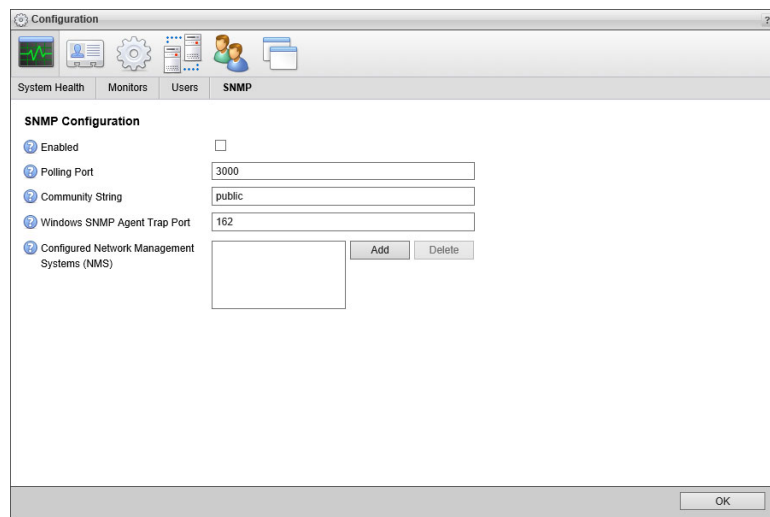 Configuration
?
System Health Monitors Users SNMP
SNMP Configuration
? Enabled
? Polling Port 3000
? Community String public
? Windows SNMP Agent Trap Port 162
? Configured Network Management
Systems (NMS)
Add Delete
OK